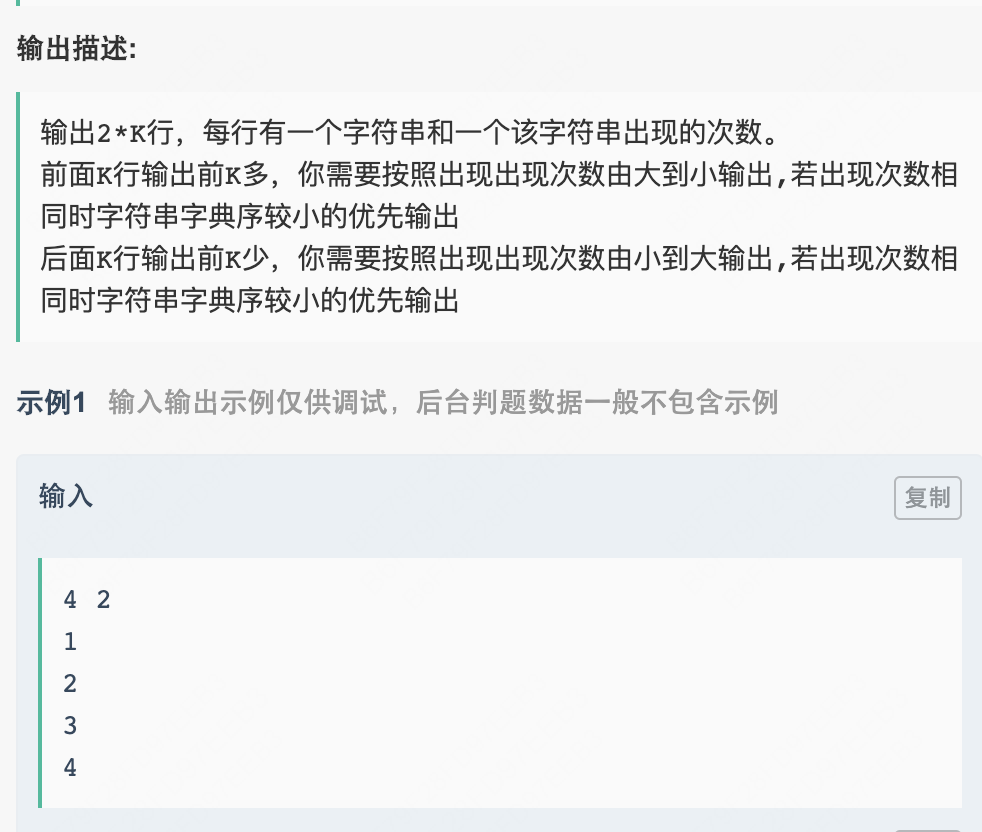 输出描述:
输出2*K行，每行有一个字符串和一个该字符串出现的次数。
前面K行输出前K多，你需要按照出现出现次数由大到小输出,若出现次数相
同时字符串字典序较小的优先输出
后面K行输出前K少，你需要按照出现出现次数由小到大输出,若出现次数相
同时字符串字典序较小的优先输出
示例1 输入输出示例仅供调试，后台判题数据一般不包含示例
输入 复制
4 2
1
2
3
4